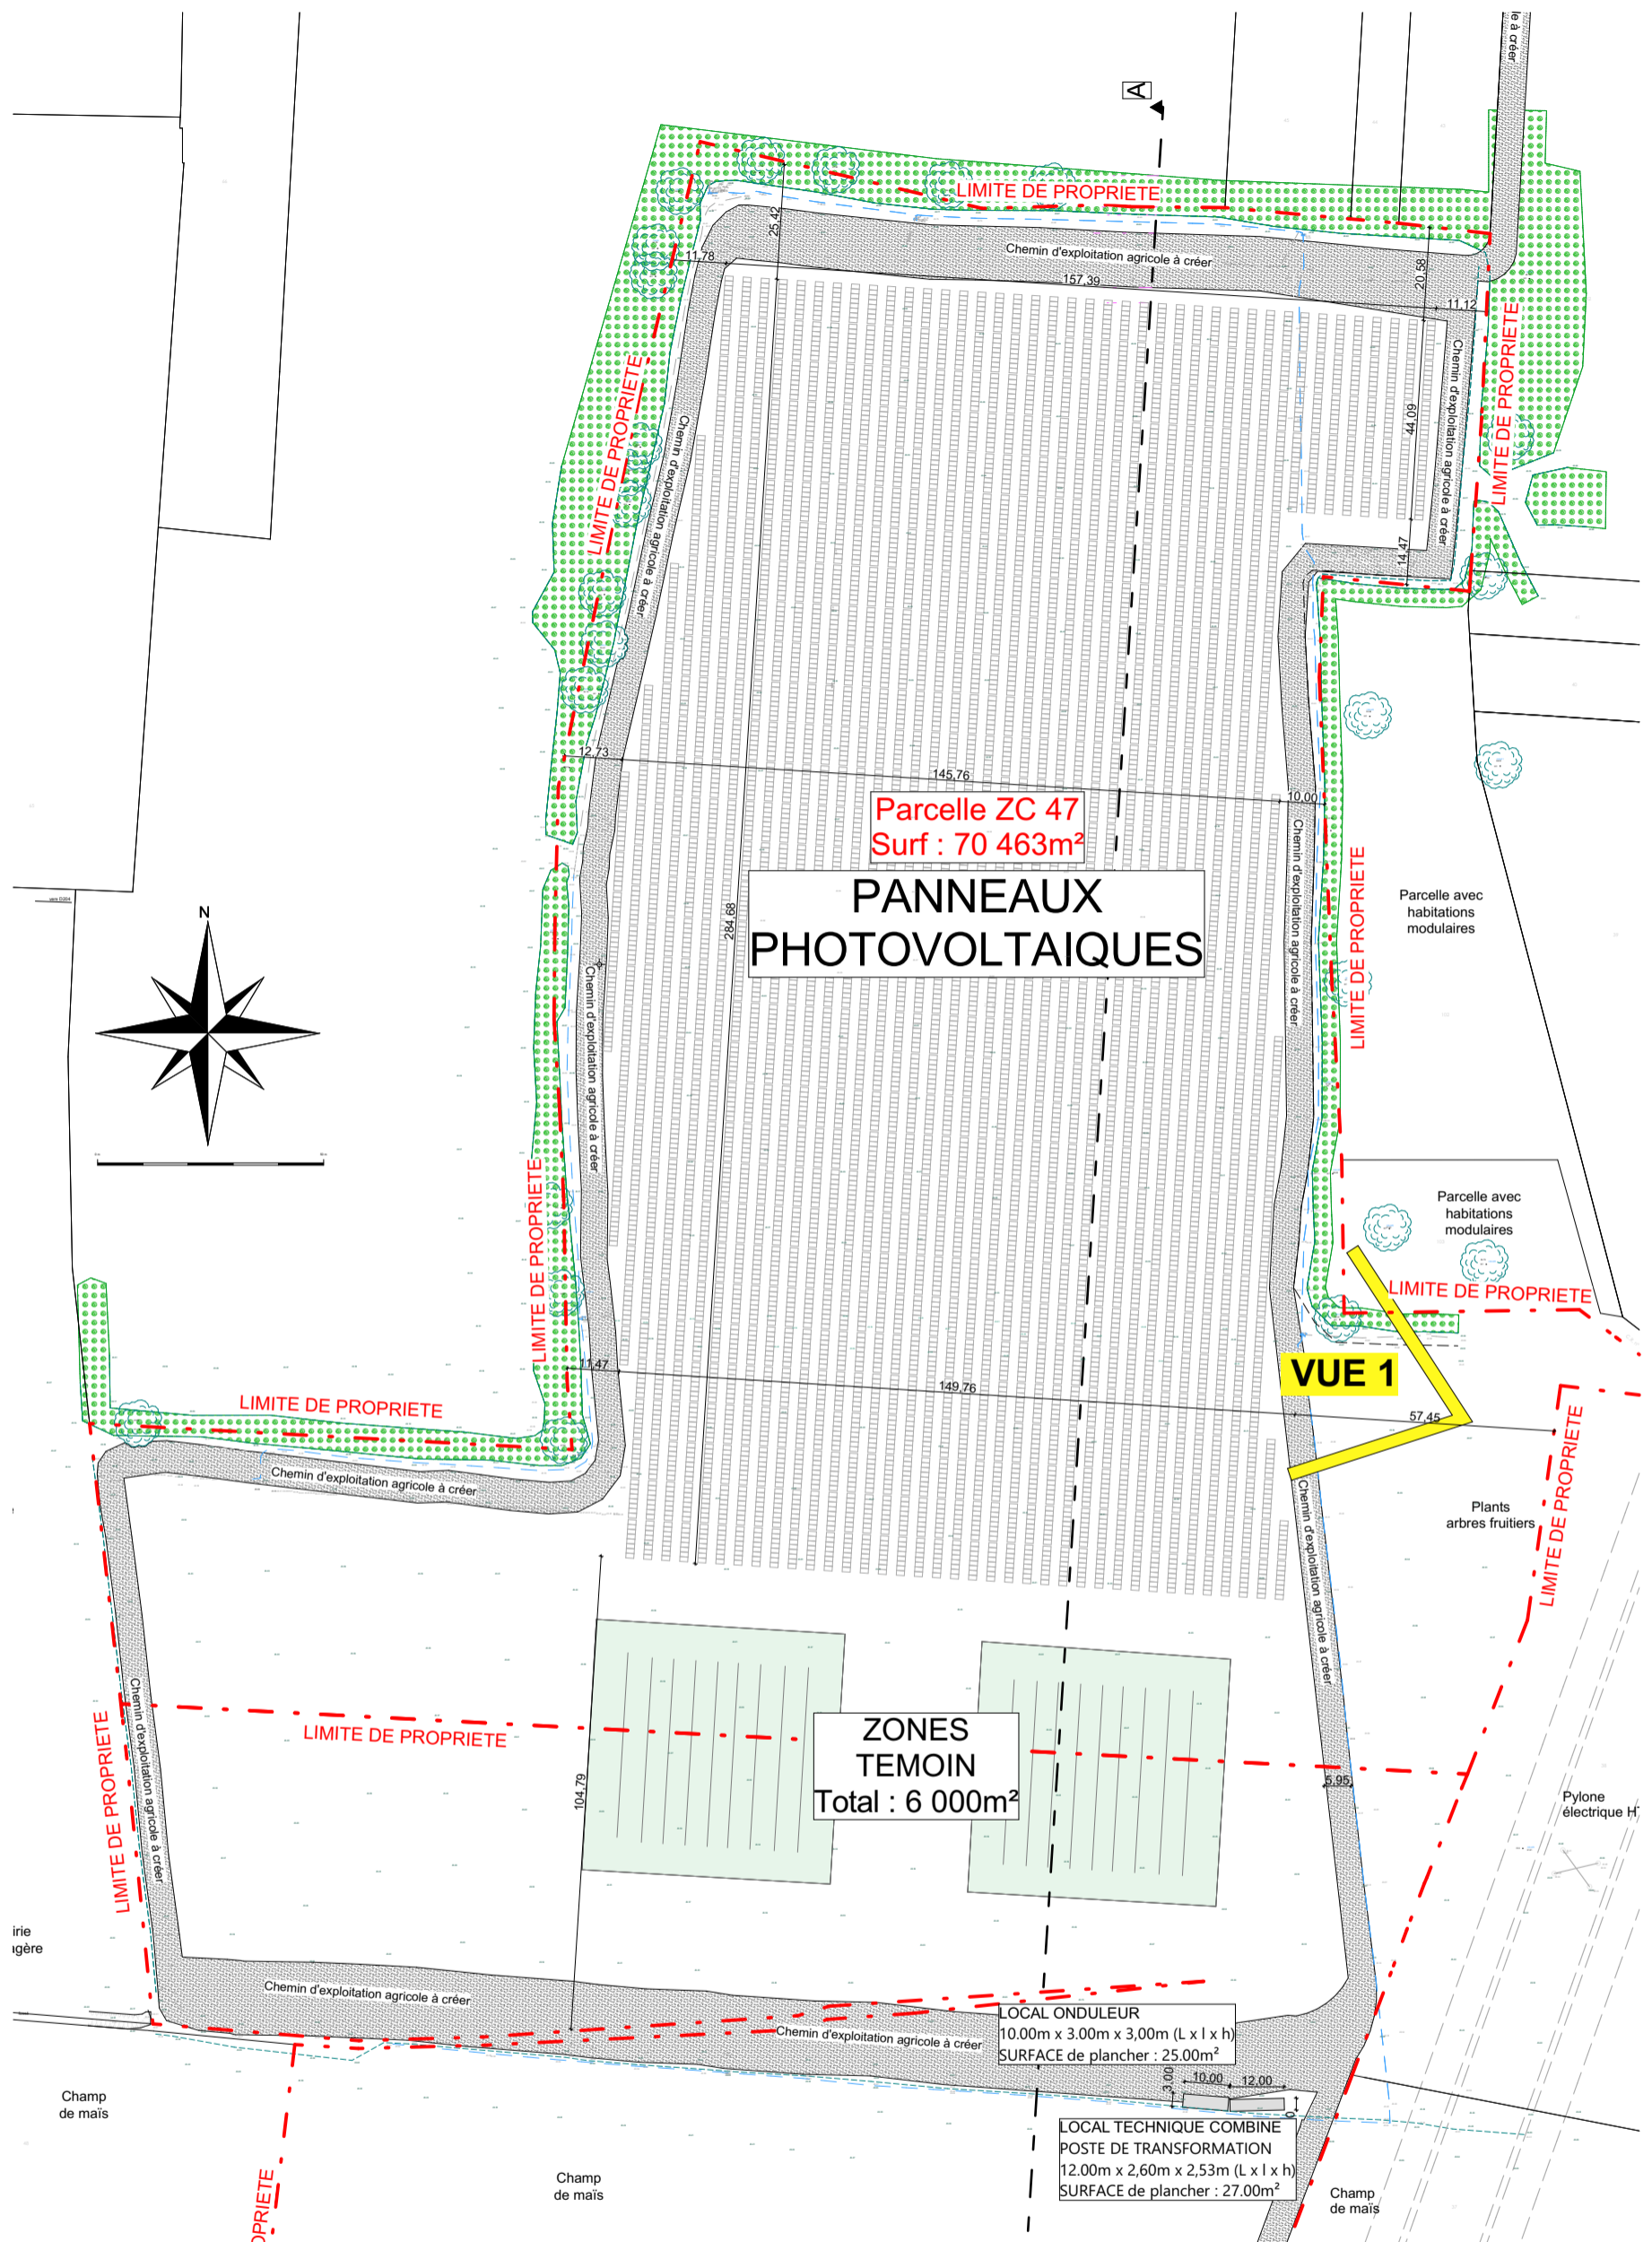 le à créer
A
LIMITE DE PROPRIETE
25,42
Chemin d'exploitation agricole à créer
20,58
11,78
157,39
11,12
LIMITE DE PROPRIETE
LIMITE DE PROPRIETE
Chemin d'exploitation agricole à créer
Chemin d'exploitation agricole à créer
44,09
14,47
12,73
145,76
10,00
Parcelle ZC 47
Surf : 70 463m²
PANNEAUX
PHOTOVOLTAIQUES
284,68
Chemin d'exploitation agricole à créer
LIMITE DE PROPRIETE
Parcelle avec
habitations
modulaires
N
Chemin d'exploitation agricole à créer
LIMITE DE PROPRIETE
Parcelle avec
habitations
modulaires
LIMITE DE PROPRIETE
VUE 1
11,47
149,76
57,45
LIMITE DE PROPRIETE
Chemin d'exploitation agricole à créer
LIMITE DE PROPRIETE
Plants
arbres fruitiers
Chemin d'exploitation agricole à créer
Chemin d'exploitation agricole à créer
LIMITE DE PROPRIETE
LIMITE DE PROPRIETE
ZONES
TEMOIN
Total : 6 000m²
104,79
5,95
Pylone
électrique H
irie
gère
Chemin d'exploitation agricole à créer
Chemin d'exploitation agricole à créer
LOCAL ONDULEUR
10.00m x 3.00m x 3,00m (L x l x h)
SURFACE de plancher : 25.00m²
3,00
10,00
12,00
LOCAL TECHNIQUE COMBINE
POSTE DE TRANSFORMATION
12.00m x 2,60m x 2,53m (L x l x h)
SURFACE de plancher : 27.00m²
Champ
de maïs
Champ
de maïs
Champ
de maïs
OPRIETE